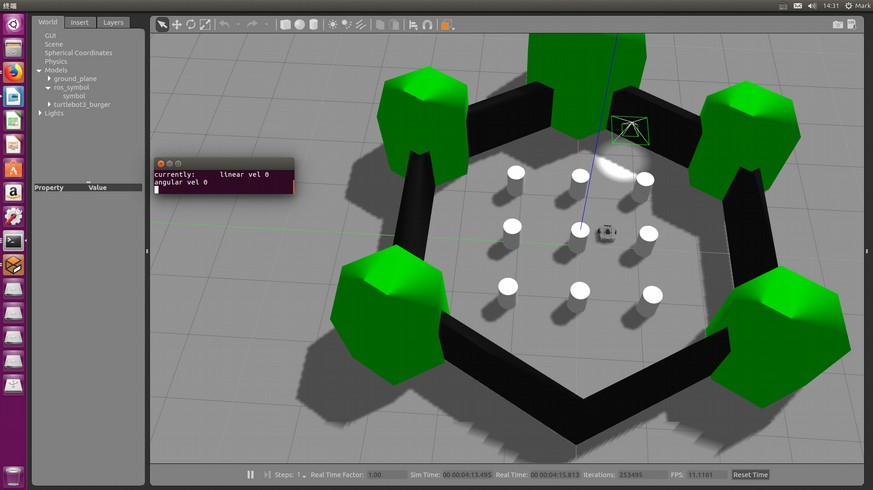 终端
14:31
Mark
World
Insert
Layers
GUI
Scene
Spherical Coordinates
Physics
Models
ground_plane
ros_symbol
symbol
turtlebot3_burger
Lights
Property Value
currently: linear vel 0
angular vel 0
Steps: 1
Real Time Factor: 1.00
Sim Time: 00 00:04:13.495
Real Time: 00 00:04:15.813
Iterations: 253495
FPS: 11.1161
Reset Time